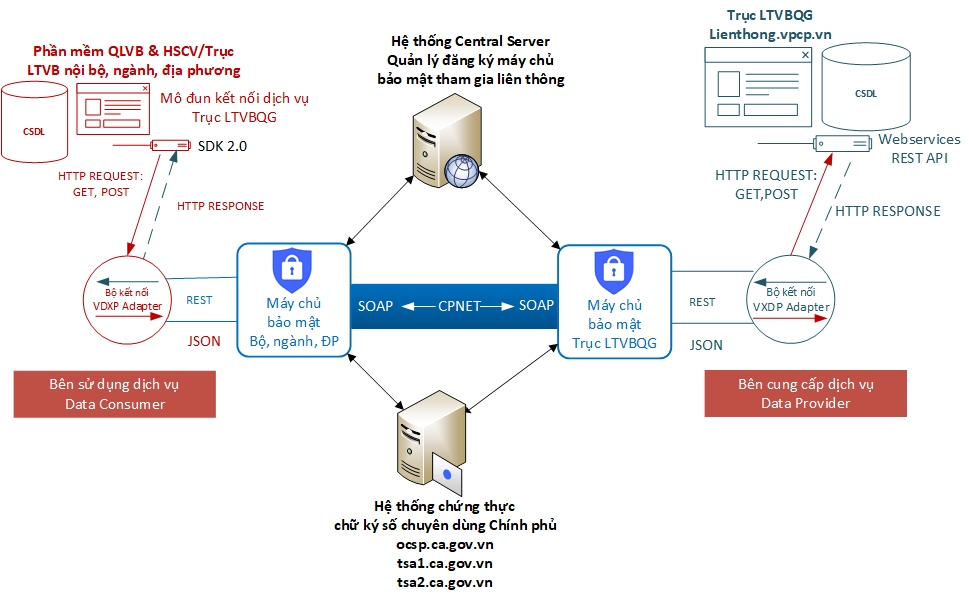 Phần mềm QLVB & HSCV/Trục
LTVB nội bộ, ngành, địa phương
CSDL
Mô đun kết nối dịch vụ
Trục LTVBQG
SDK 2.0
HTTP REQUEST:
GET, POST
HTTP RESPONSE
Bộ kết nối
VDXP Adapter
REST
JSON
Bên sử dụng dịch vụ
Data Consumer
Hệ thống Central Server
Quản lý đăng ký máy chủ
bảo mật tham gia liên thông
Máy chủ
bảo mật
Bộ, ngành, ĐP
SOAP
CPNET
SOAP
Máy chủ
bảo mật
Trục LTVBQG
Hệ thống chứng thực
chữ ký số chuyên dùng Chính phủ
ocsp.ca.gov.vn
tsa1.ca.gov.vn
tsa2.ca.gov.vn
Trục LTVBQG
Lienthong.vpcp.vn
CSDL
Webservices
REST API
HTTP REQUEST:
GET,POST
HTTP RESPONSE
REST
JSON
Bộ kết nối
VXDP Adapter
Bên cung cấp dịch vụ
Data Provider